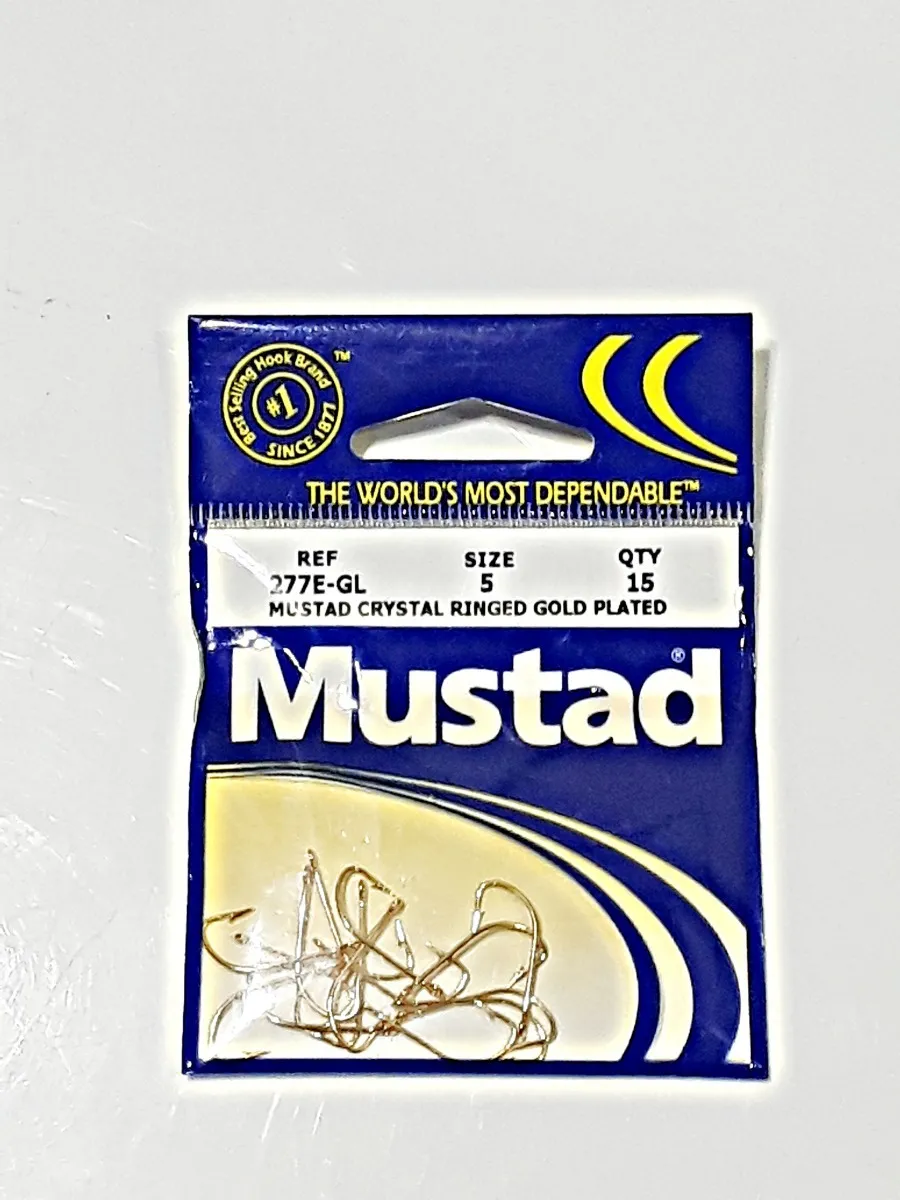 Best Selling Hook Brand ™
#1
SINCE 1871
THE WORLD'S MOST DEPENDABLE™
REF SIZE QTY
277E-GL 5 15
MUSTAD CRYSTAL RINGED GOLD PLATED
Mustad®